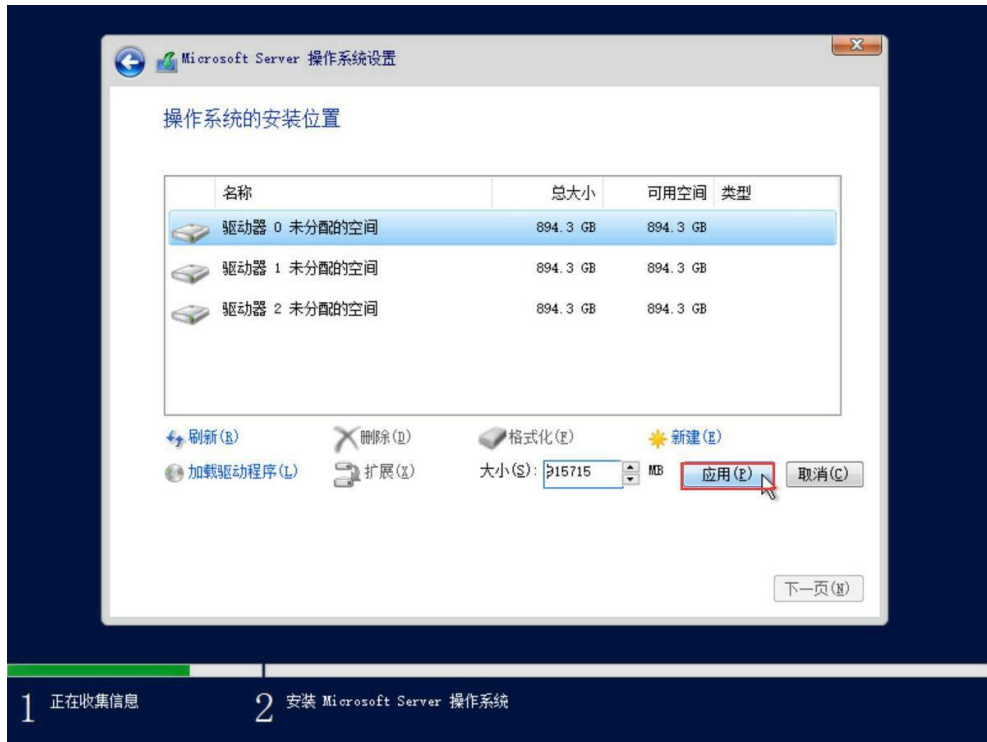 Microsoft Server 操作系统设置
操作系统的安装位置
名称 总大小 可用空间 类型
驱动器 0 未分配的空间 894.3 GB 894.3 GB
驱动器 1 未分配的空间 894.3 GB 894.3 GB
驱动器 2 未分配的空间 894.3 GB 894.3 GB
刷新(R) 删除(D) 格式化(F) 新建(E)
加载驱动程序(L) 扩展(X) 大小(S): 915715 MB 应用(P) 取消(C)
下一页(N)
1 正在收集信息 2 安装 Microsoft Server 操作系统